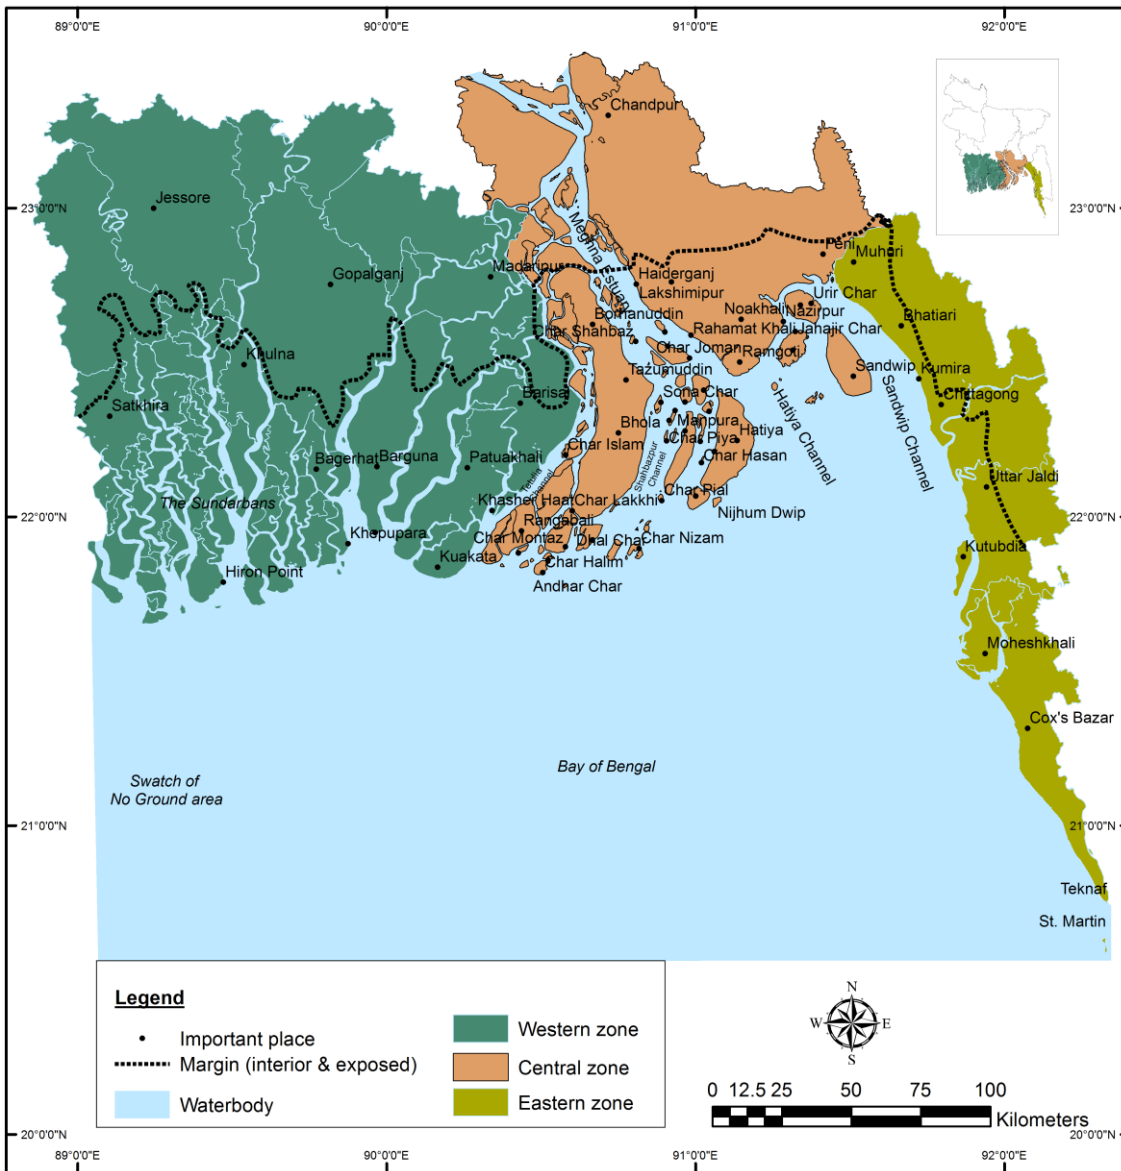 89°0'0"E
90°0'0"E
91°0'0"E
92°0'0"E
Chandpur
23°0'0"N
23°0'0"N
Jessore
Meghna Estuary
Feni
Muhuri
Madaripur
Gopalganj
Haiderganj
Lakshimipur
Urir Char
Noakhali
Nazirpur
Borhanuddin
Bhatiari
Char Shahbaz
Rahamat Khali
Jahajir Char
Char Joman
Ramgoti
Khulna
Tazumuddin
Sandwip
Kumira
Sona Char
Chittagong
Barisal
Satkhira
Hatiya Channel
Sandwip Channel
Manpura
Bhola
Char Piya
Hatiya
Char Islam
Char Hasan
Bagerhat
Barguna
Patuakhali
Shahbazpur
Channel
Tetulia
Channel
Uttar Jaldi
The Sundarbans
Khasher Haat
Char Lakkhi
Char Pial
Nijhum Dwip
22°0'0"N
22°0'0"N
Rangabali
Khepupara
Char Montaz
Dhal Char
Char Nizam
Kutubdia
Kuakata
Char Halim
Hiron Point
Andhar Char
Moheshkhali
Cox's Bazar
Bay of Bengal
Swatch of
No Ground area
21°0'0"N
21°0'0"N
Teknaf
St. Martin
Legend
Important place
Margin (interior & exposed)
Waterbody
Western zone
Central zone
Eastern zone
N
W
E
S
0 12.5 25 50 75 100
Kilometers
20°0'0"N
20°0'0"N
89°0'0"E
90°0'0"E
91°0'0"E
92°0'0"E